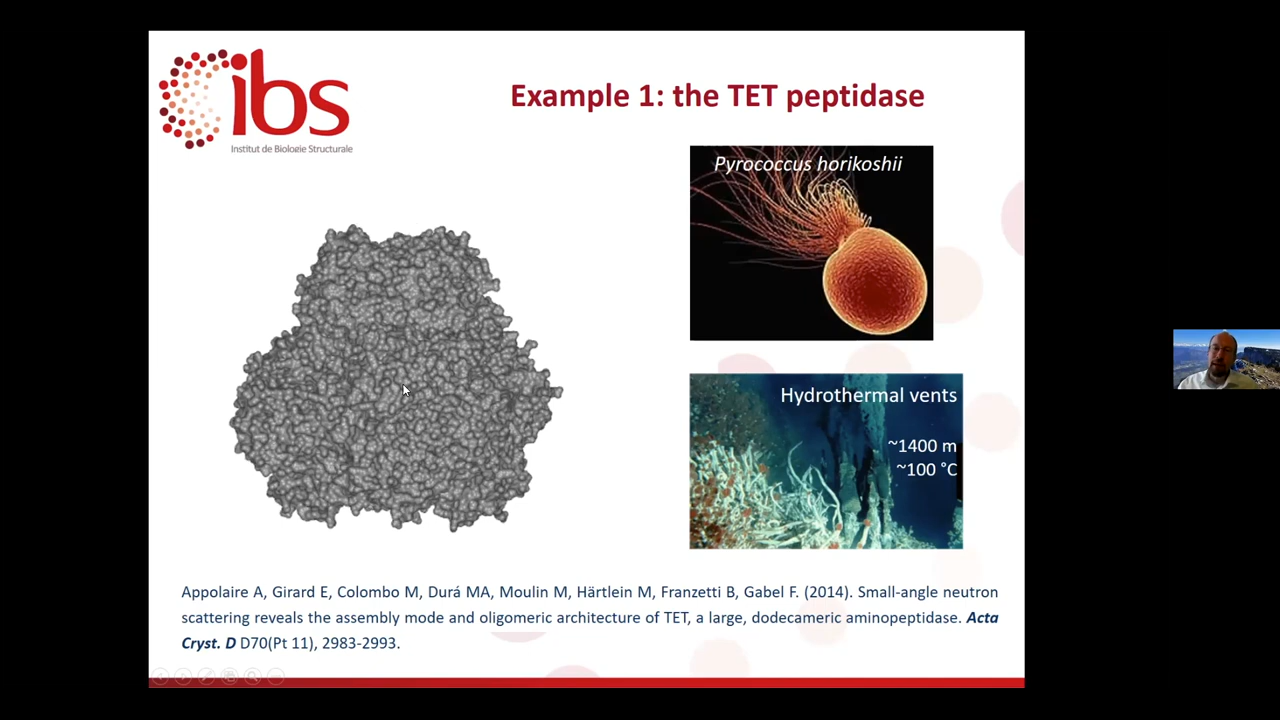 ibs
Institut de Biologie Structurale
Example 1: the TET peptidase
Pyrococcus horikoshii
Hydrothermal vents
~1400 m
~100 °C
Appolaire A, Girard E, Colombo M, Durá MA, Moulin M, Härtlein M, Franzetti B, Gabel F. (2014). Small-angle neutron
scattering reveals the assembly mode and oligomeric architecture of TET, a large, dodecameric aminopeptidase. Acta
Cryst. D D70(Pt 11), 2983-2993.